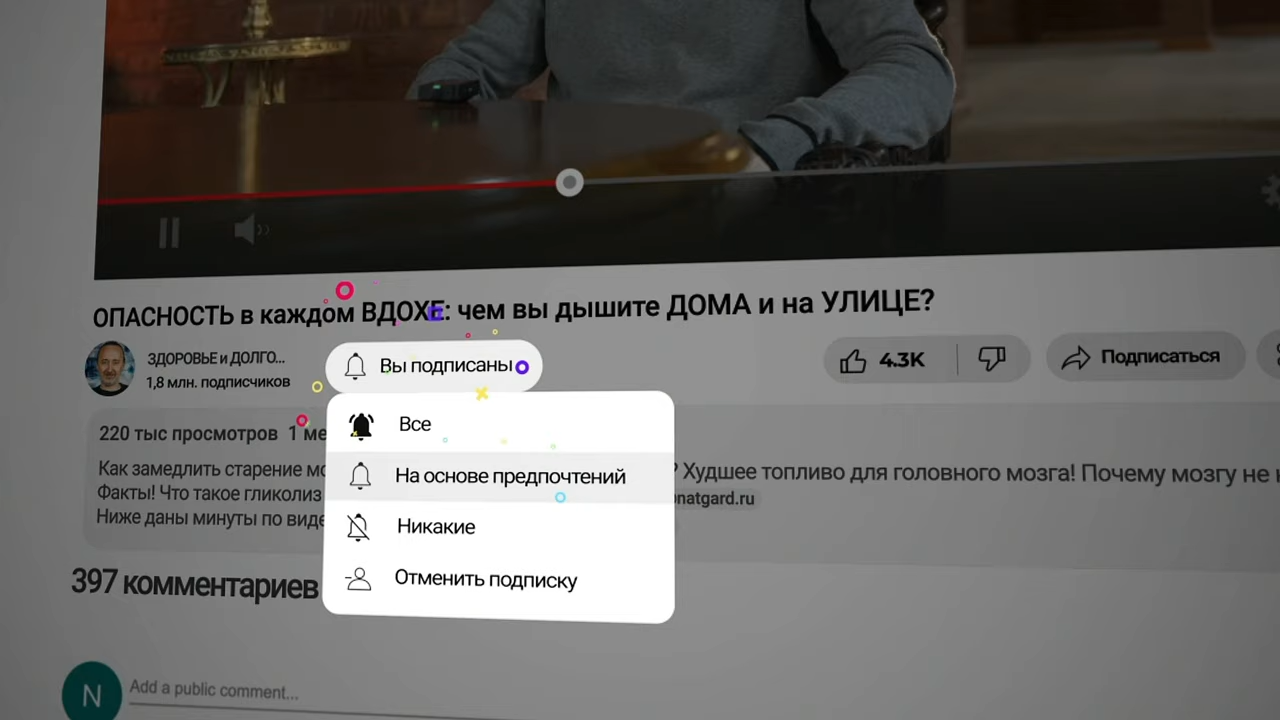 ОПАСНОСТЬ в каждом ВДОХЕ: чем вы дышите ДОМА и на УЛИЦЕ?
ЗДОРОВЬЕ и ДОЛГО...
1,8 млн. подписчиков
Вы подписаны
4.3K
Подписаться
Все
На основе предпочтений
Никакие
Отменить подписку
220 тыс просмотров 1 ме
Как замедлить старение мо
? Худшее топливо для головного мозга! Почему мозгу не
Факты! Что такое гликолиз
natgard.ru
Ниже даны минуты по виде
397 комментариев
N
Add a public comment...